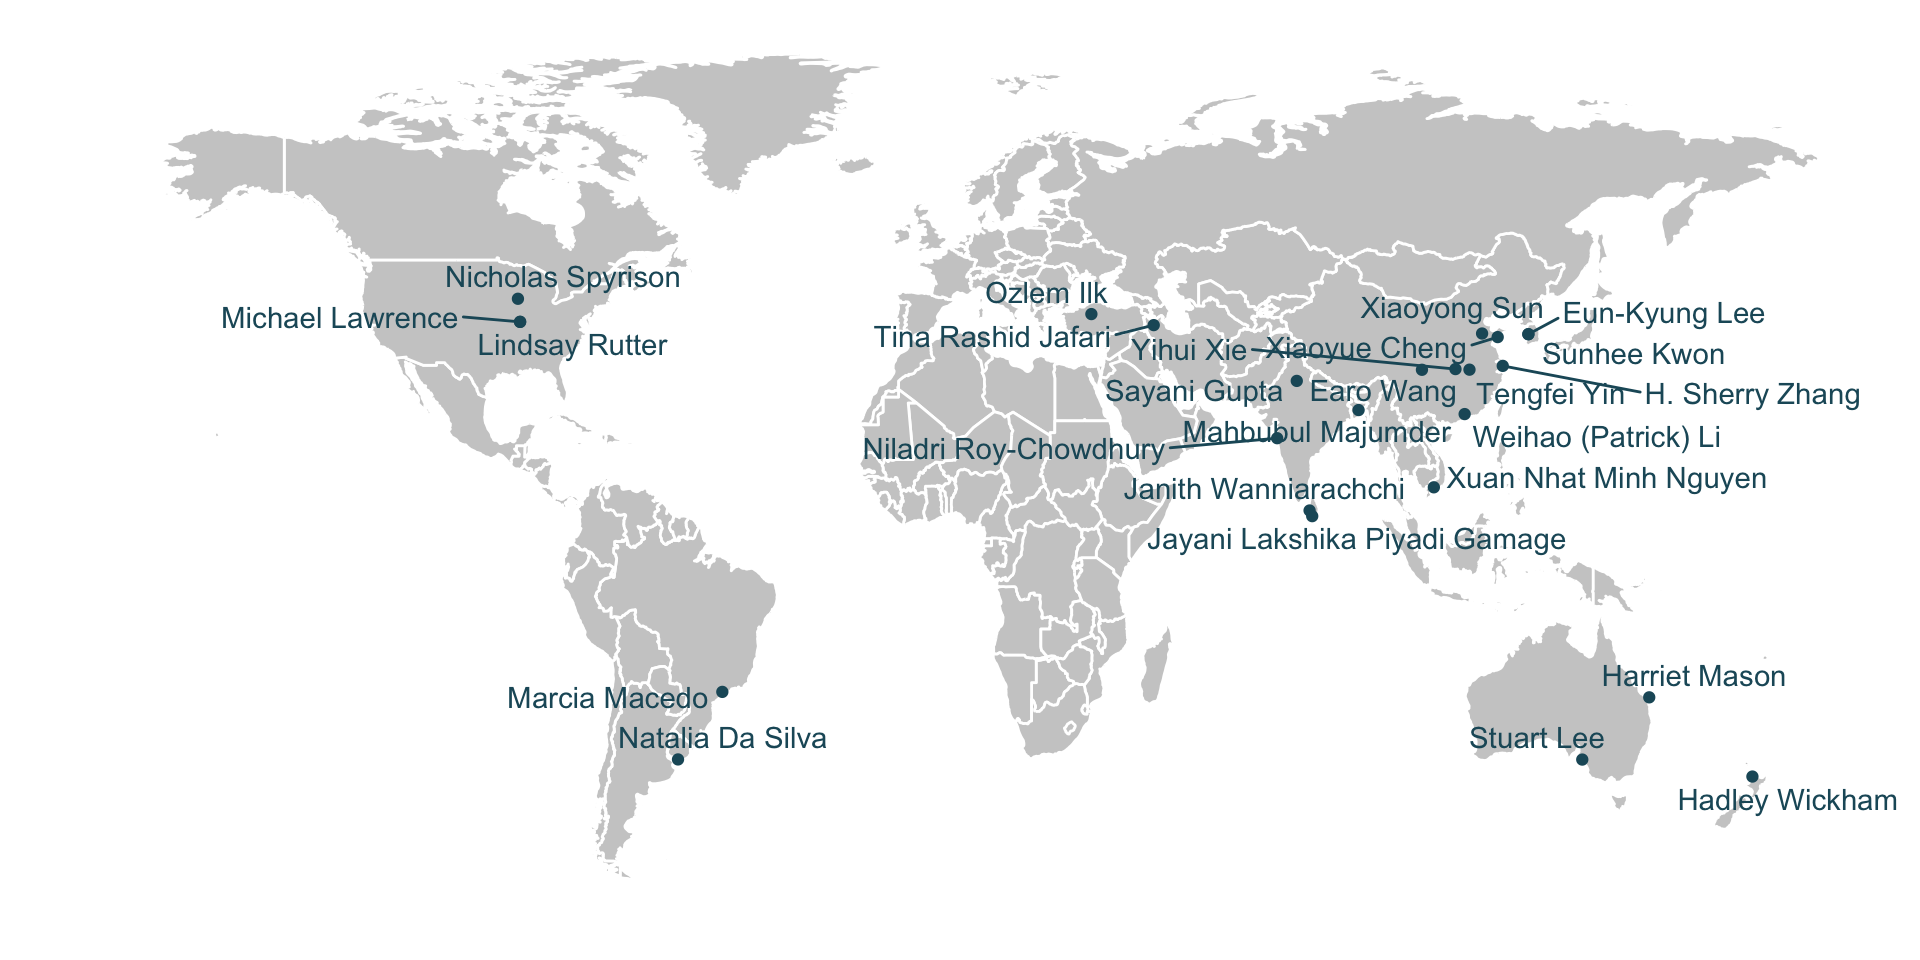 Nicholas Spyrison
Michael Lawrence
Lindsay Rutter
Ozlem Ilk
Tina Rashid Jafari
Xiaoyong Sun
Eun-Kyung Lee
Yihui Xie
Xiaoyue Cheng
Sunhee Kwon
Sayani Gupta
Earo Wang
Tengfei Yin
H. Sherry Zhang
Niladri Roy-Chowdhury
Mahbubul Majumder
Weihao (Patrick) Li
Janith Wanniarachchi
Xuan Nhat Minh Nguyen
Jayani Lakshika Piyadi Gamage
Marcia Macedo
Natalia Da Silva
Harriet Mason
Stuart Lee
Hadley Wickham